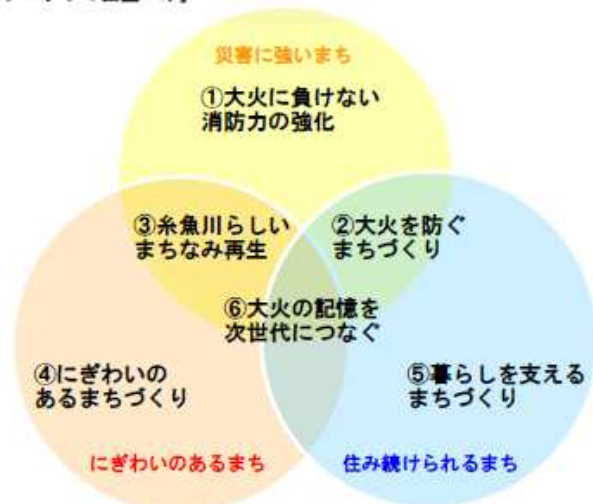 災害に強いまち
①大火に負けない
消防力の強化
③糸魚川らしい
まちなみ再生
②大火を防ぐ
まちづくり
⑥大火の記憶を
次世代につなぐ
④にぎわいの
あるまちづくり
⑤暮らしを支える
まちづくり
にぎわいのあるまち
住み続けられるまち